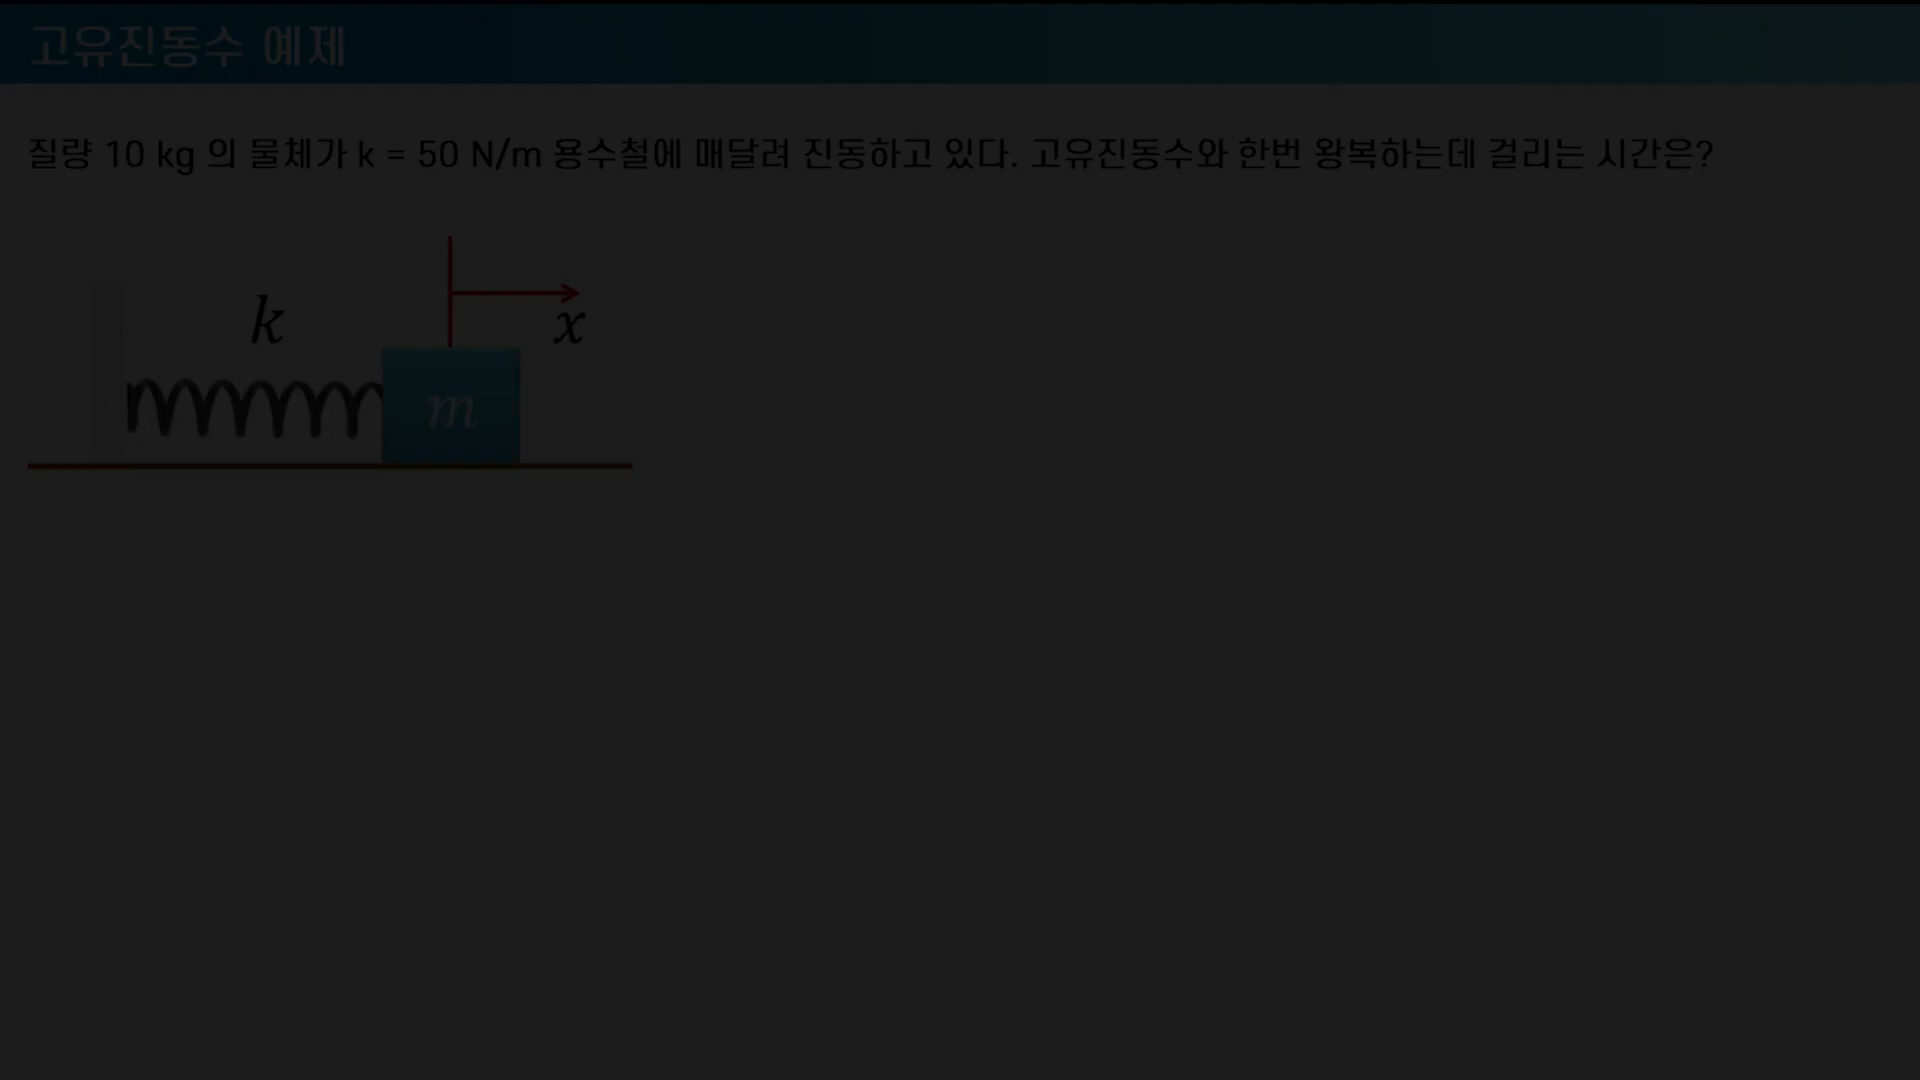 고유진동수 예제
질량 10 kg 의 물체가 k = 50 N/m 용수철에 매달려 진동하고 있다. 고유진동수와 한번 왕복하는데 걸리는 시간은?
k
x
m